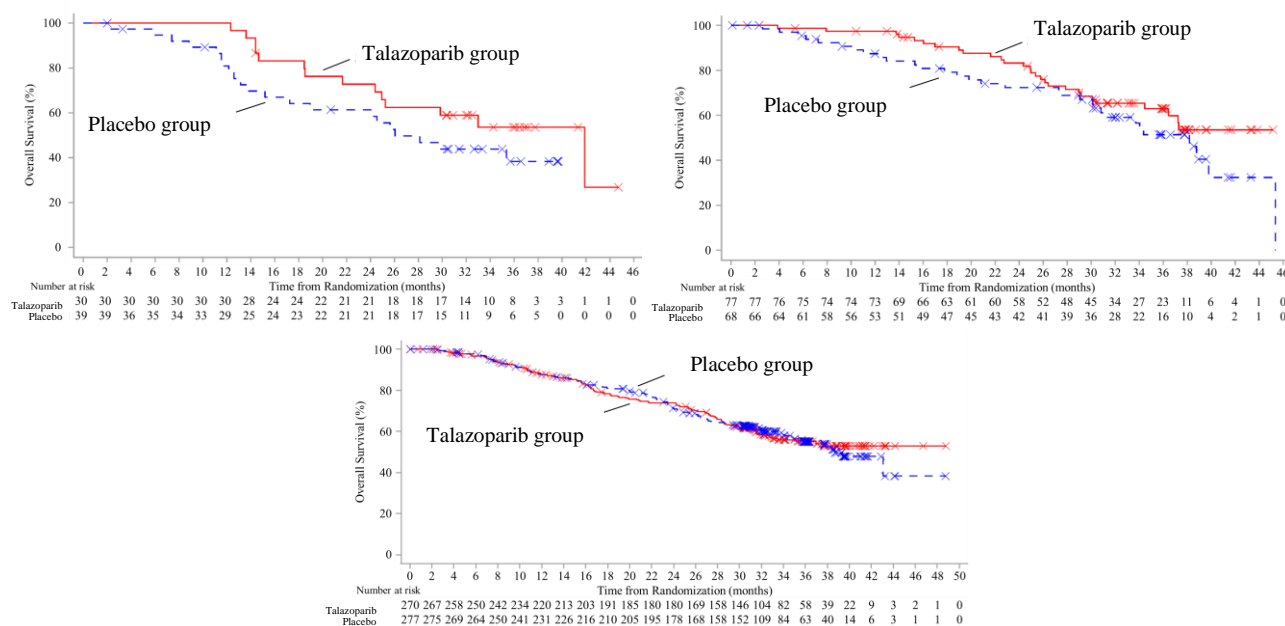 Overall Survival (%)
100
80
60
40
20
0
Talazoparib group
Placebo group
0 2 4 6 8 10 12 14 16 18 20 22 24 26 28 30 32 34 36 38 40 42 44 46
Number at risk
Time from Randomization (months)
Talazoparib 30 30 30 30 30 30 30 28 24 24 22 22 21 18 18 17 14 10 8 3 3 1 1 0
Placebo 39 39 36 35 34 33 29 25 24 23 22 21 21 18 17 15 11 9 6 5 0 0 0 0
Overall Survival (%)
100
80
60
40
20
0
Talazoparib group
Placebo group
0 2 4 6 8 10 12 14 16 18 20 22 24 26 28 30 32 34 36 38 40 42 44 46
Number at risk
Time from Randomization (months)
Talazoparib 77 77 76 75 74 74 73 69 66 63 61 60 58 52 48 45 34 27 23 11 6 4 1 0
Placebo 68 66 64 61 58 56 53 51 49 47 45 43 42 41 39 36 28 22 16 10 4 2 1 0
Overall Survival (%)
100
80
60
40
20
0
Placebo group
Talazoparib group
0 2 4 6 8 10 12 14 16 18 20 22 24 26 28 30 32 34 36 38 40 42 44 46 48 50
Number at risk
Time from Randomization (months)
Talazoparib 270 267 258 250 242 234 220 213 203 191 185 180 180 169 158 146 104 82 58 39 22 9 3 2 1 0
Placebo 277 275 269 264 250 241 231 226 216 210 205 195 178 168 158 152 109 84 63 40 14 6 3 1 1 0